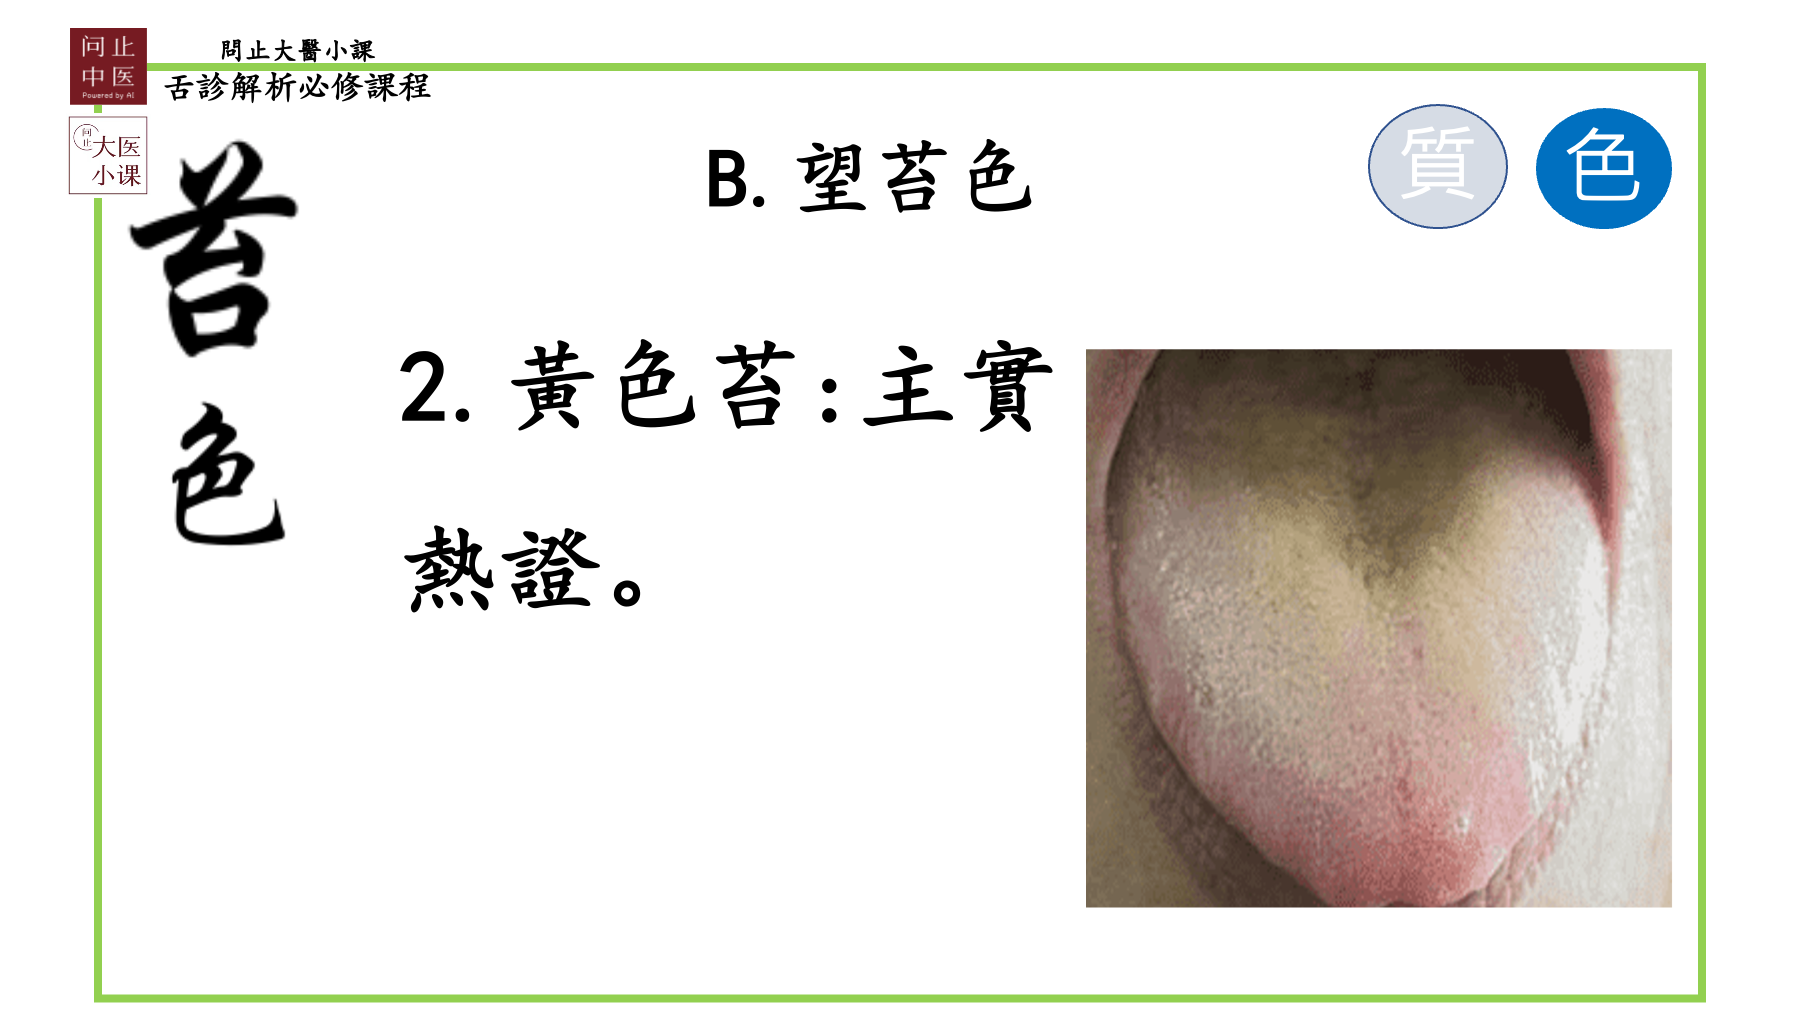 问止
中医
Powered by AI
問止大醫小課
舌診解析必修課程
问止
大医
小课
苔色
B. 望苔色
質
色
2. 黃色苔:主實
熱證。